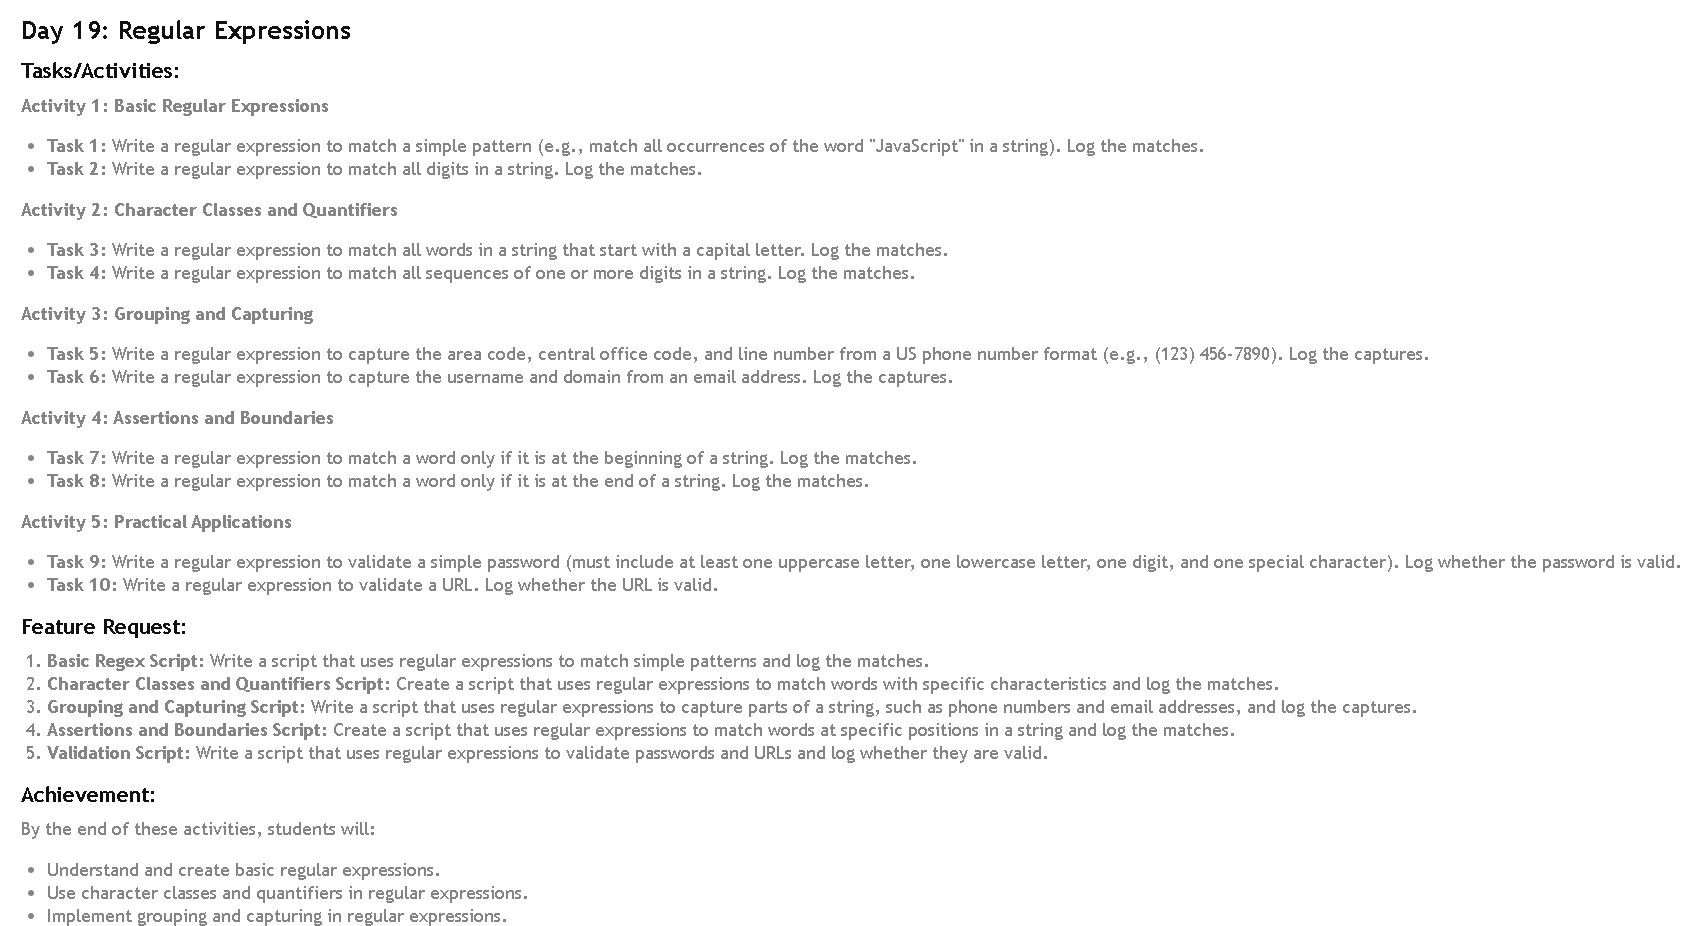 Day 19: Regular Expressions
Tasks/Activities:
Activity 1: Basic Regular Expressions
• Task 1: Write a regular expression to match a simple pattern (e.g., match all occurrences of the word "JavaScript" in a string). Log the matches.
• Task 2: Write a regular expression to match all digits in a string. Log the matches.
Activity 2: Character Classes and Quantifiers
• Task 3: Write a regular expression to match all words in a string that start with a capital letter. Log the matches.
• Task 4: Write a regular expression to match all sequences of one or more digits in a string. Log the matches.
Activity 3: Grouping and Capturing
• Task 5: Write a regular expression to capture the area code, central office code, and line number from a US phone number format (e.g., (123) 456-7890). Log the captures.
• Task 6: Write a regular expression to capture the username and domain from an email address. Log the captures.
Activity 4: Assertions and Boundaries
• Task 7: Write a regular expression to match a word only if it is at the beginning of a string. Log the matches.
• Task 8: Write a regular expression to match a word only if it is at the end of a string. Log the matches.
Activity 5: Practical Applications
• Task 9: Write a regular expression to validate a simple password (must include at least one uppercase letter, one lowercase letter, one digit, and one special character). Log whether the password is valid.
• Task 10: Write a regular expression to validate a URL. Log whether the URL is valid.
Feature Request:
1. Basic Regex Script: Write a script that uses regular expressions to match simple patterns and log the matches.
2. Character Classes and Quantifiers Script: Create a script that uses regular expressions to match words with specific characteristics and log the matches.
3. Grouping and Capturing Script: Write a script that uses regular expressions to capture parts of a string, such as phone numbers and email addresses, and log the captures.
4. Assertions and Boundaries Script: Create a script that uses regular expressions to match words at specific positions in a string and log the matches.
5. Validation Script: Write a script that uses regular expressions to validate passwords and URLs and log whether they are valid.
Achievement:
By the end of these activities, students will:
• Understand and create basic regular expressions.
• Use character classes and quantifiers in regular expressions.
• Implement grouping and capturing in regular expressions.